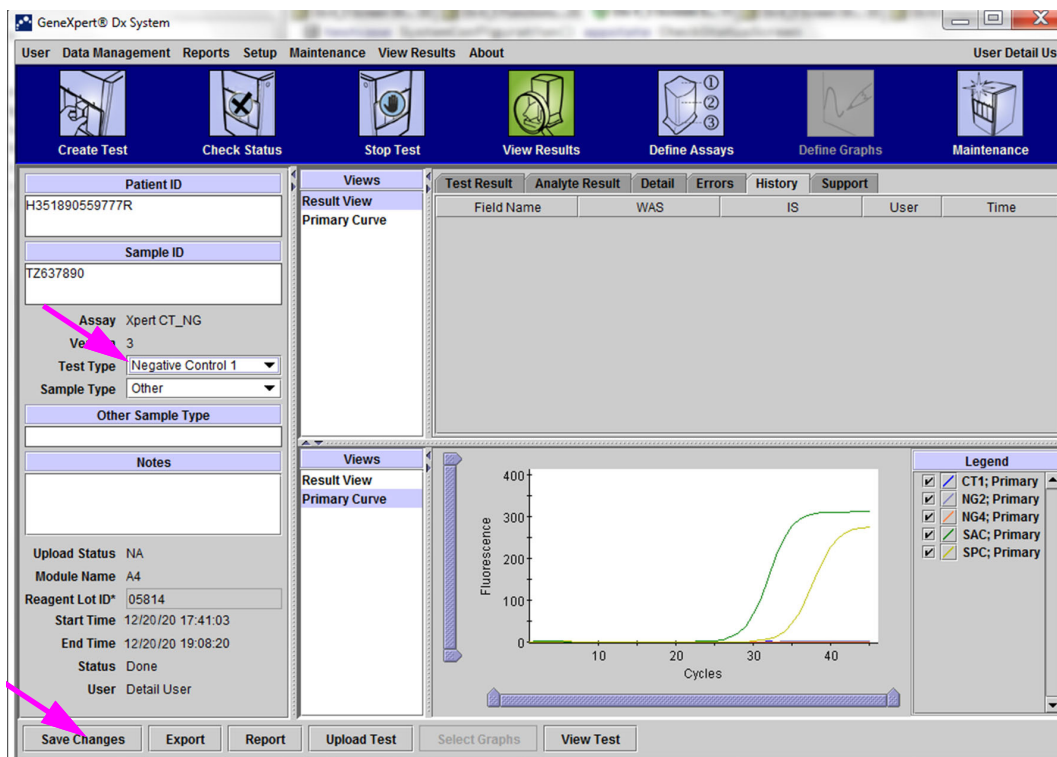 GeneXpert® Dx System
User Data Management Reports Setup Maintenance View Results About User Detail Us
① ② ③
Create Test Check Status Stop Test View Results Define Assays Define Graphs Maintenance
Patient ID
H351890559777R
Sample ID
TZ637890
Assay Xpert CT_NG
3
Test Type Negative Control 1
Sample Type Other
Other Sample Type
Notes
Upload Status NA
Module Name A4
Reagent Lot ID* 05814
Start Time 12/20/20 17:41:03
End Time 12/20/20 19:08:20
Status Done
User Detail User
Views
Result View
Primary Curve
Test Result Analyte Result Detail Errors History Support
Field Name WAS IS User Time
Views
Result View
Primary Curve
400
300
200
100
0
Fluorescence
10 20 30 40
Cycles
Legend
CT1; Primary
NG2; Primary
NG4; Primary
SAC; Primary
SPC; Primary
Save Changes Export Report Upload Test Select Graphs View Test